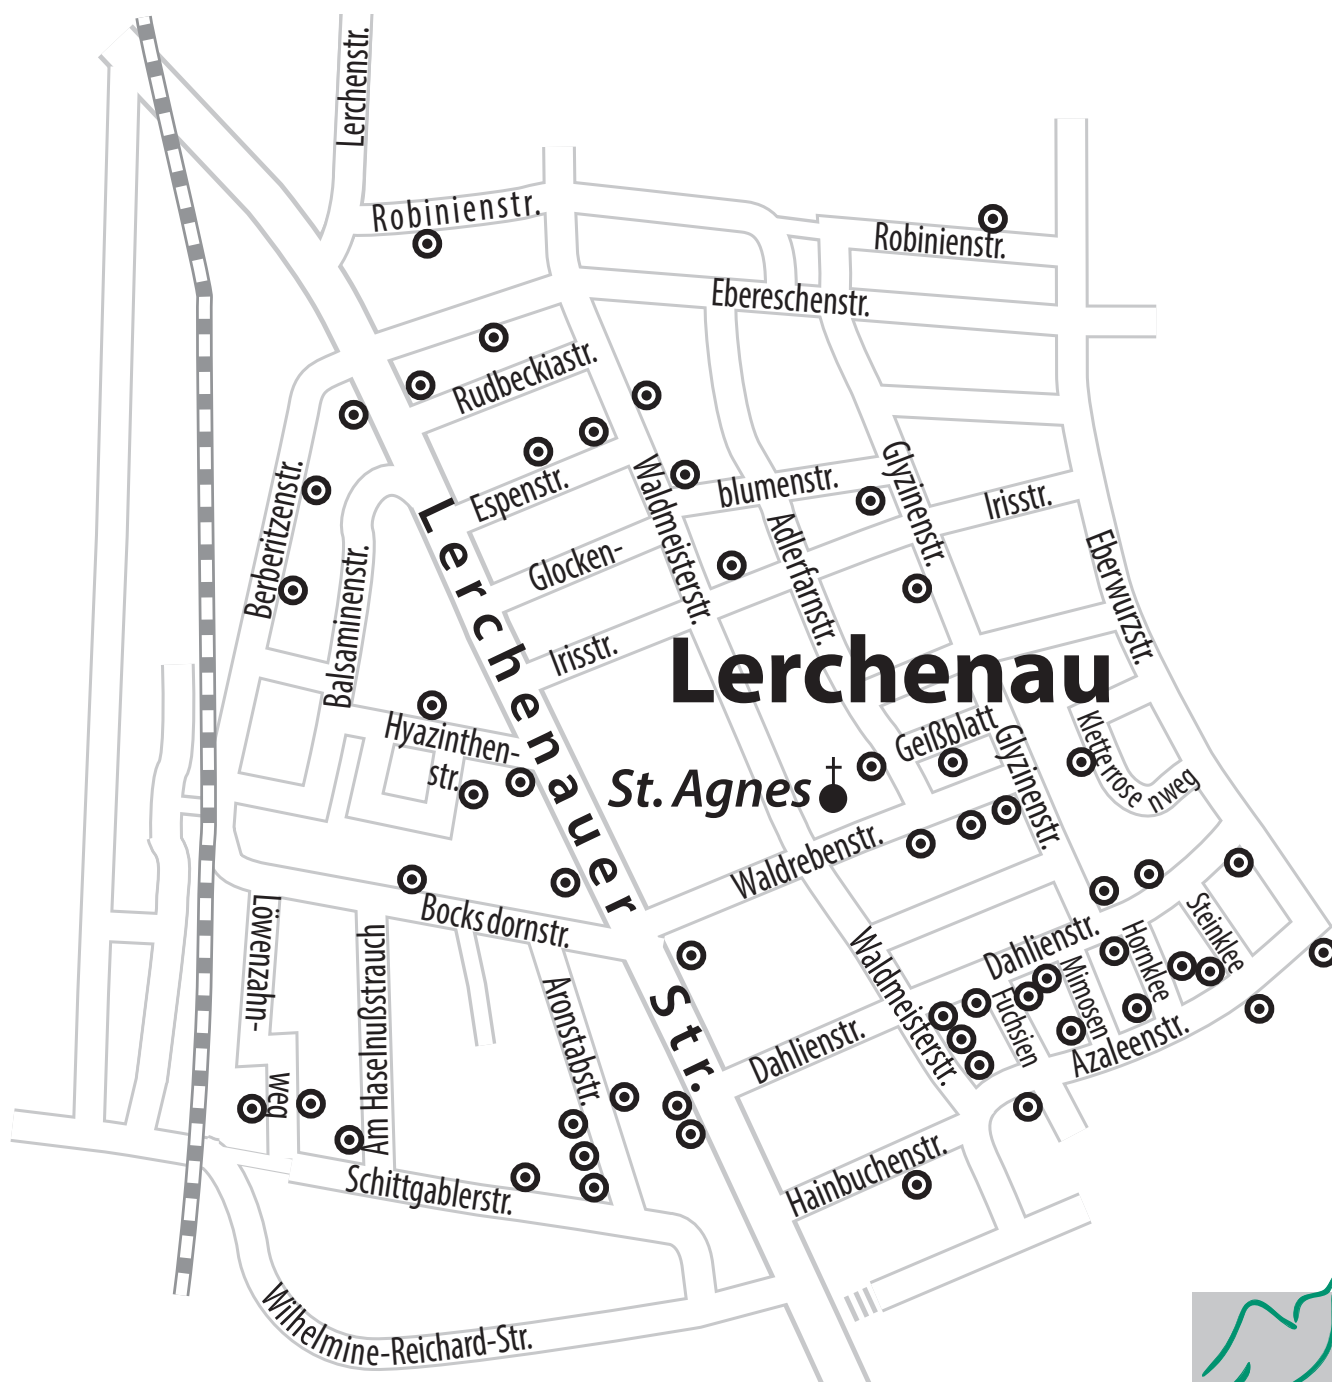 Lerchenstr.
Robinienstr.
Robinienstr.
Ebereschenstr.
Rudbeckiastr.
Espenstr.
Waldmeisterstr.
blumenstr.
Glyzinenstr.
Irisstr.
Berberitzenstr.
Balsaminenstr.
Glocken-
Adlerfarnstr.
Eberwurzstr.
Irisstr.
Lerchenau
Lerchenauer Str.
Hyazinthen-
str.
Geißblatt
Glyzinenstr.
Kletterrose nweg
St. Agnes
Waldrebenstr.
Bocksdornstr.
Löwenzahn-
weg
Am Haselnußstrauch
Aronstabstr.
Waldmeisterstr.
Dahlienstr.
Dahlienstr.
Fuchsien
Mimosen
Hornklee
Steinklee
Azaleenstr.
Hainbuchenstr.
Schittgablerstr.
Wilhelmine-Reichard-Str.